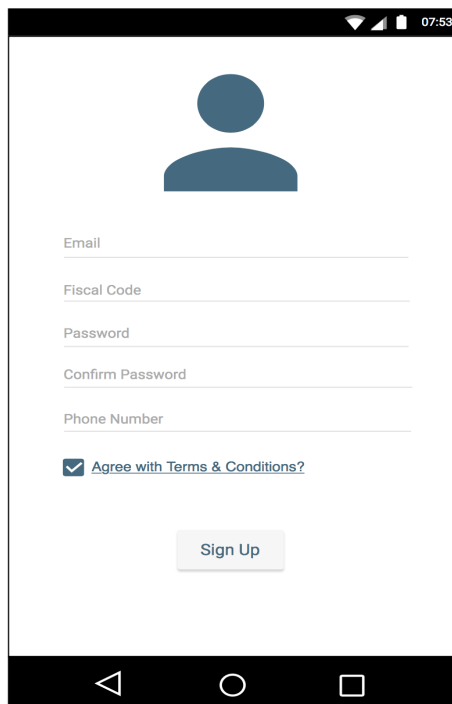 07:53
Email
Fiscal Code
Password
Confirm Password
Phone Number
Agree with Terms & Conditions?
Sign Up